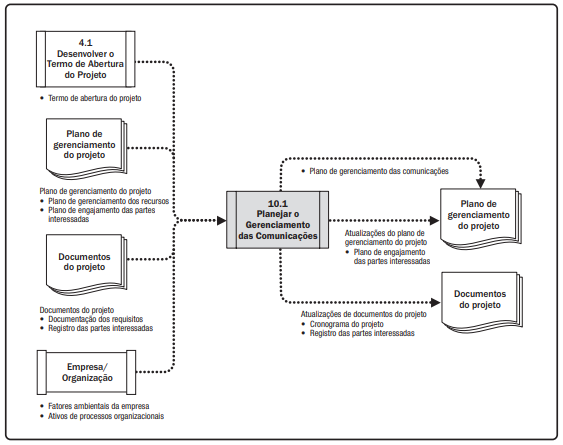 4.1
Desenvolver o
Termo de Abertura
do Projeto
• Termo de abertura do projeto
Plano de
gerenciamento
do projeto
Plano de gerenciamento do projeto
• Plano de gerenciamento dos recursos
• Plano de engajamento das partes
interessadas
Documentos
do projeto
Documentos do projeto
• Documentação dos requisitos
• Registro das partes interessadas
Empresa/
Organização
• Fatores ambientais da empresa
• Ativos de processos organizacionais
10.1
Planejar o
Gerenciamento
das Comunicações
• Plano de gerenciamento das comunicações
Plano de
gerenciamento
do projeto
Atualizações do plano de
gerenciamento do projeto
• Plano de engajamento
das partes interessadas
Documentos
do projeto
Atualizações de documentos do projeto
• Cronograma do projeto
• Registro das partes interessadas